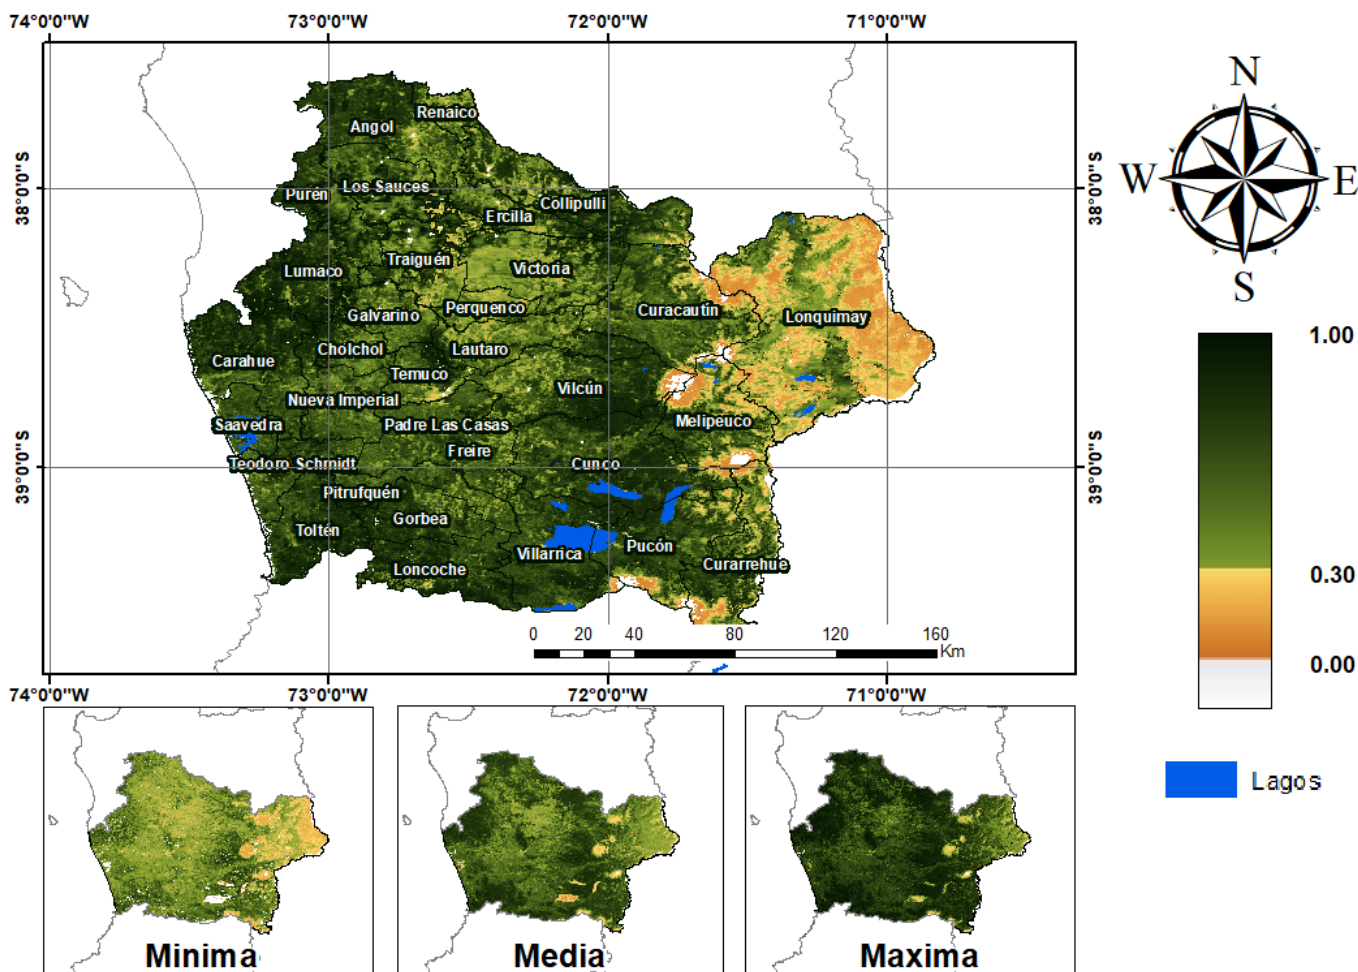 74°0'0"W 73°0'0"W 72°0'0"W 71°0'0"W
N
W E
S
38°0'0"S 38°0'0"S
39°0'0"S 39°0'0"S
Renaico
Angol
Los Sauces
Purén
Collipulli
Ercilla
Traiguén
Victoria
Lumaco
Perquenco
Curacautín
Galvarino
Lonquimay
Cholchol
Lautaro
Carahue
Temuco
Vilcún
Nueva Imperial
Melipeuco
Saavedra
Padre Las Casas
Freire
Teodoro Schmidt
Cunco
Pitrufquén
Gorbea
Toltén
Pucón
Villarrica
Curarrehue
Loncoche
0 20 40 80 120 160
Km
74°0'0"W 73°0'0"W 72°0'0"W 71°0'0"W
1.00
0.30
0.00
Lagos
Minima
Media
Maxima